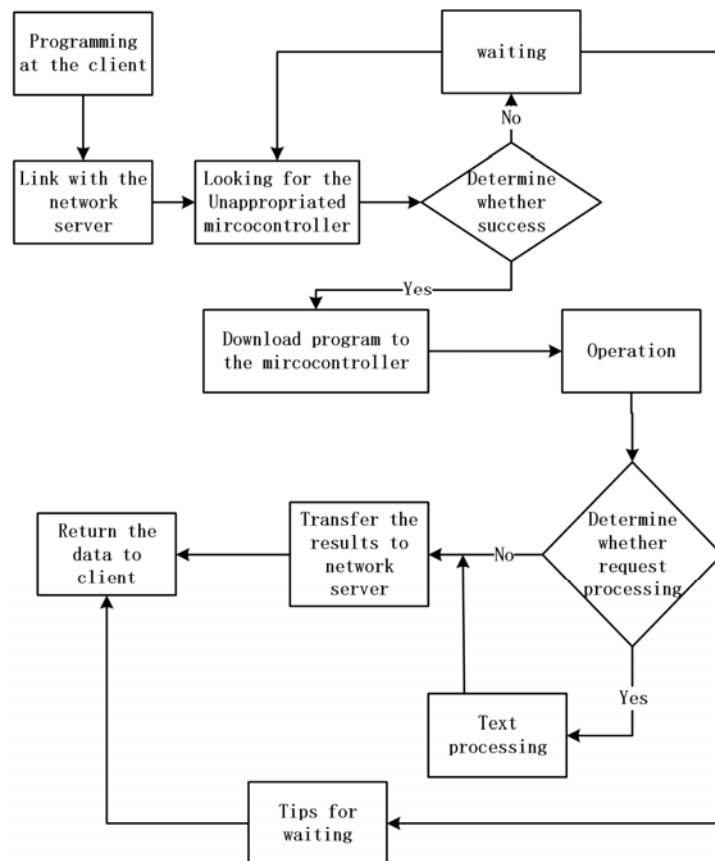 Programming
at the client
waiting
No
Link with the
network
server
Looking for the
Unappropriated
mircocontroller
Determine
whether
success
Yes
Download program to
the mircocontroller
Operation
Return the
data to
client
Transfer the
results to
network
server
No
Determine
whether
request
processing
Yes
Text
processing
Tips for
waiting